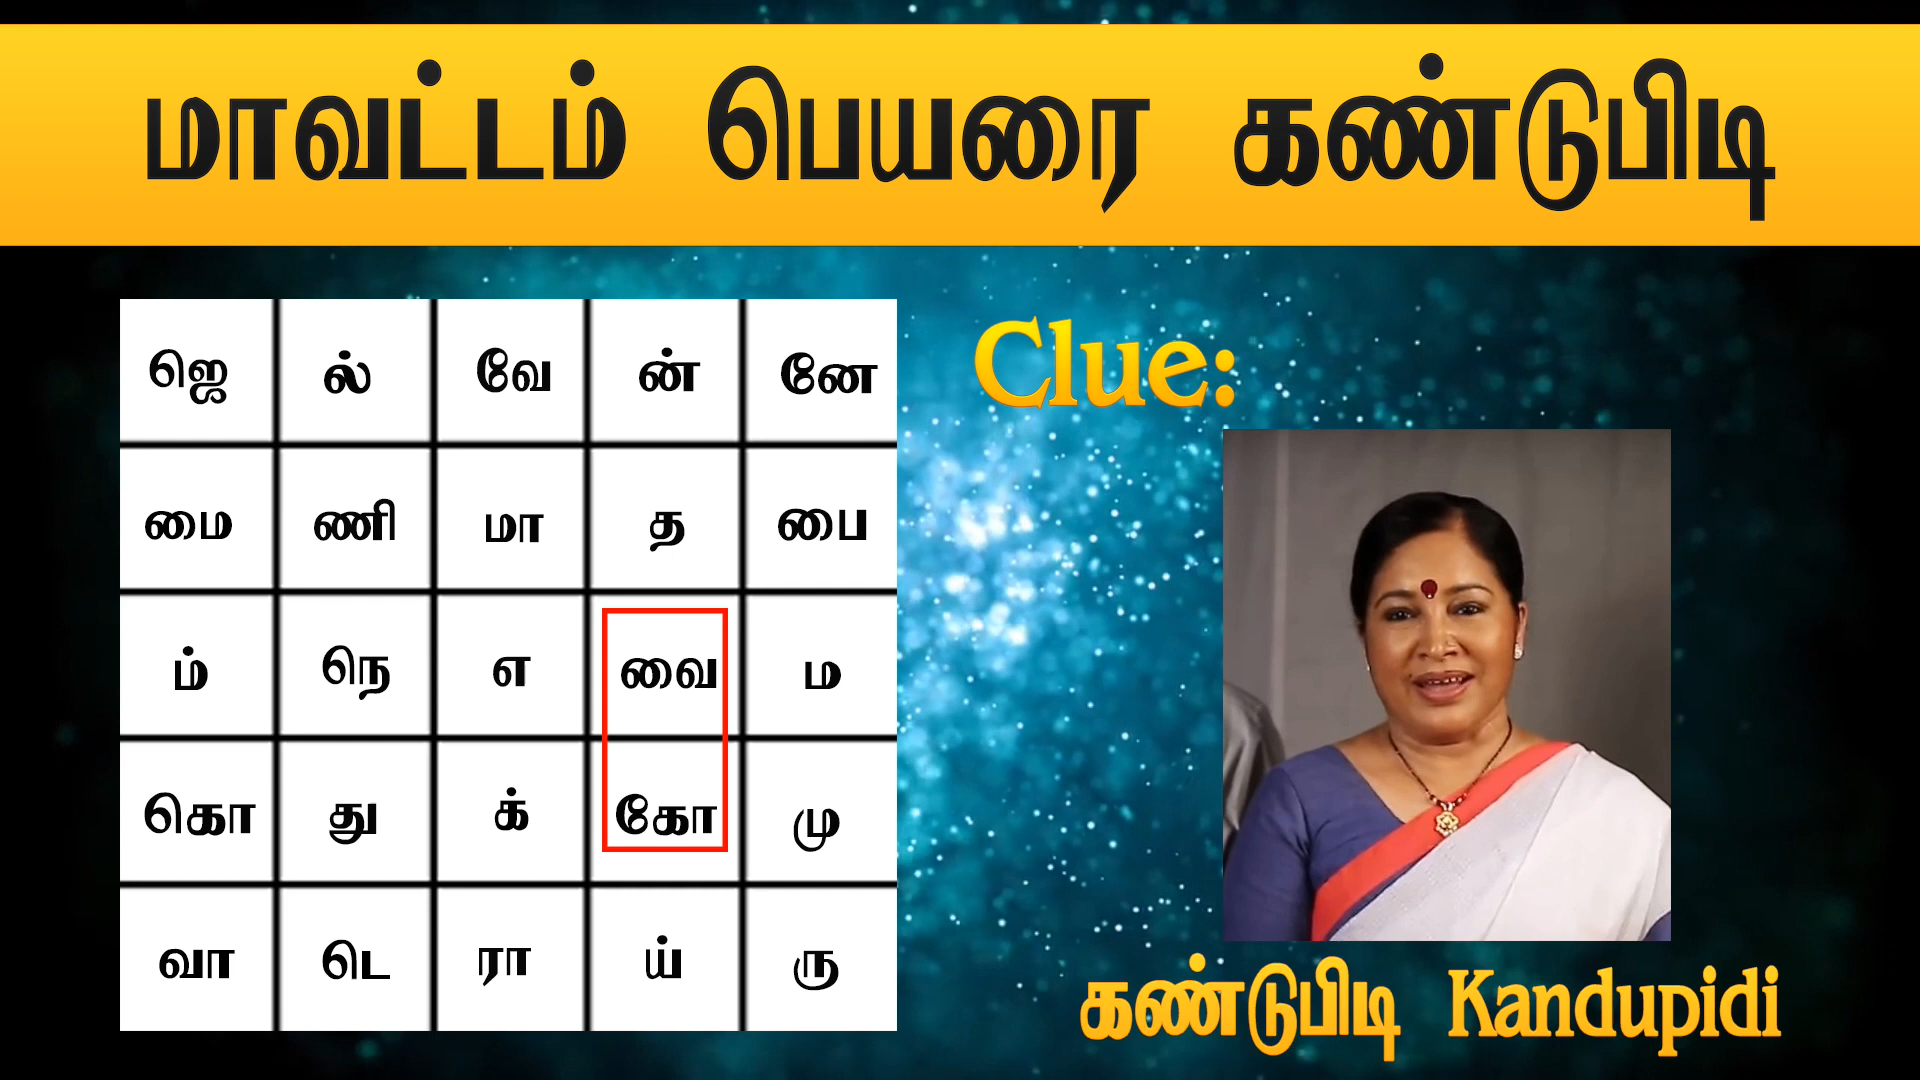 மாவட்டம் பெயரை கண்டுபிடி
Clue:
ஜெ ல் வே ன் னே
மை ணி மா த பை
ம் நெ எ வை ம
கொ து க் கோ மு
வா டெ ரா ய் ரு
கண்டுபிடி Kandupidi